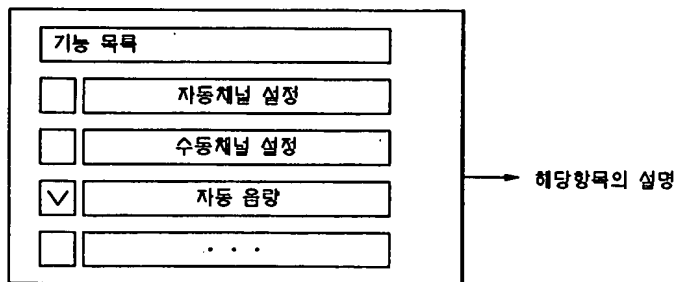 기능 목록
자동채널 설정
수동채널 설정
자동 음량
해당항목의 설명
. . .